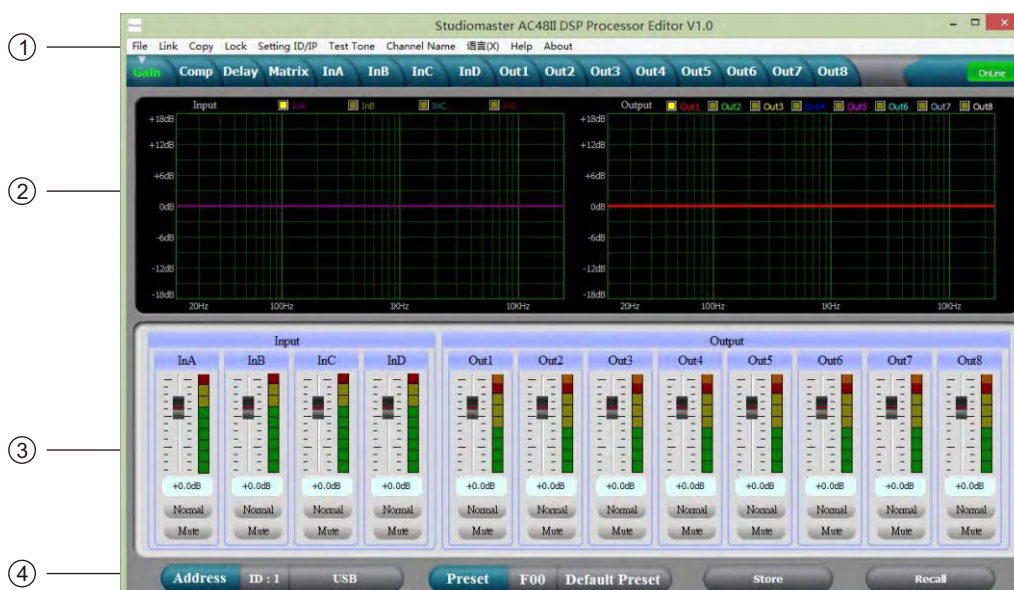 Studiomaster AC48II DSP Processor Editor V1.0
① File Link Copy Lock Setting ID/IP Test Tone Channel Name 语言(X) Help About
Gain Comp Delay Matrix InA InB InC InD Out1 Out2 Out3 Out4 Out5 Out6 Out7 Out8 OnLine
Input InA InB InC InD
+18dB
+12dB
+6dB
②
0dB
-6dB
-12dB
-18dB
20Hz 100Hz 1KHz 10KHz
Output Out1 Out2 Out3 Out4 Out5 Out6 Out7 Out8
+18dB
+12dB
+6dB
0dB
-6dB
-12dB
-18dB
20Hz 100Hz 1KHz 10KHz
Input Output
InA InB InC InD Out1 Out2 Out3 Out4 Out5 Out6 Out7 Out8
③
+0.0dB +0.0dB +0.0dB +0.0dB +0.0dB +0.0dB +0.0dB +0.0dB +0.0dB +0.0dB +0.0dB +0.0dB
Normal Normal Normal Normal Normal Normal Normal Normal Normal Normal Normal Normal
Mute Mute Mute Mute Mute Mute Mute Mute Mute Mute Mute Mute
④ Address ID : 1 USB Preset F00 Default Preset Store Recall